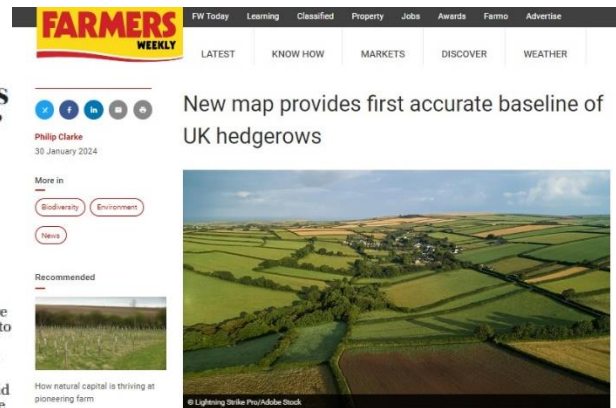 FARMERS
WEEKLY
FW Today Learning Classified Property Jobs Awards Farmo Advertise
LATEST KNOW HOW MARKETS DISCOVER WEATHER
Philip Clarke
30 January 2024
More in
Biodiversity Environment
News
Recommended
How natural capital is thriving at
pioneering farm
New map provides first accurate baseline of
UK hedgerows
© Lightning Strike Pro/Adobe Stock